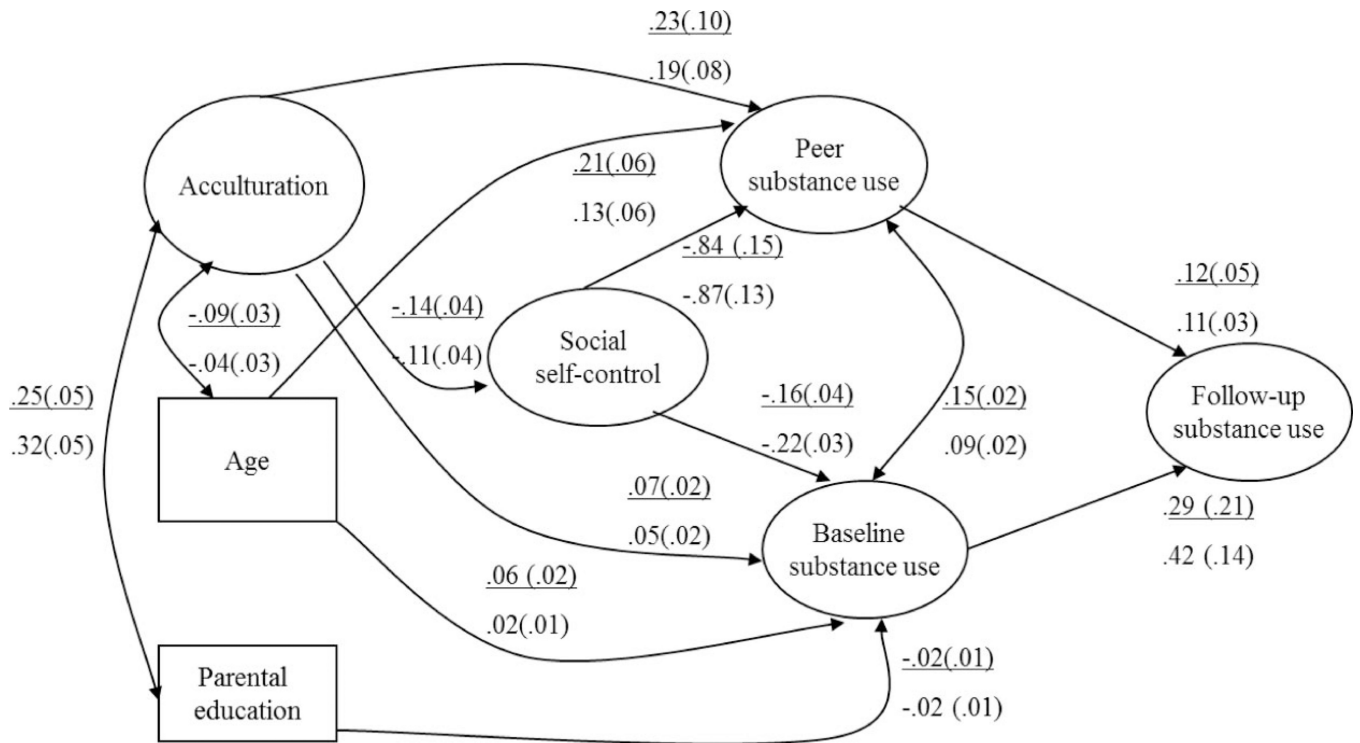 .23(.10)
.19(.08)
Acculturation
Peer
substance use
.21(.06)
.13(.06)
-.84 (.15)
-.87(.13)
-.09(.03)
-.04(.03)
-.14(.04)
-.11(.04)
Social
self-control
.12(.05)
.11(.03)
.25(.05)
.32(.05)
Age
-.16(.04)
-.22(.03)
.15(.02)
.09(.02)
Follow-up
substance use
.07(.02)
.05(.02)
Baseline
substance use
.29 (.21)
.42 (.14)
.06 (.02)
.02(.01)
Parental
education
-.02(.01)
-.02 (.01)